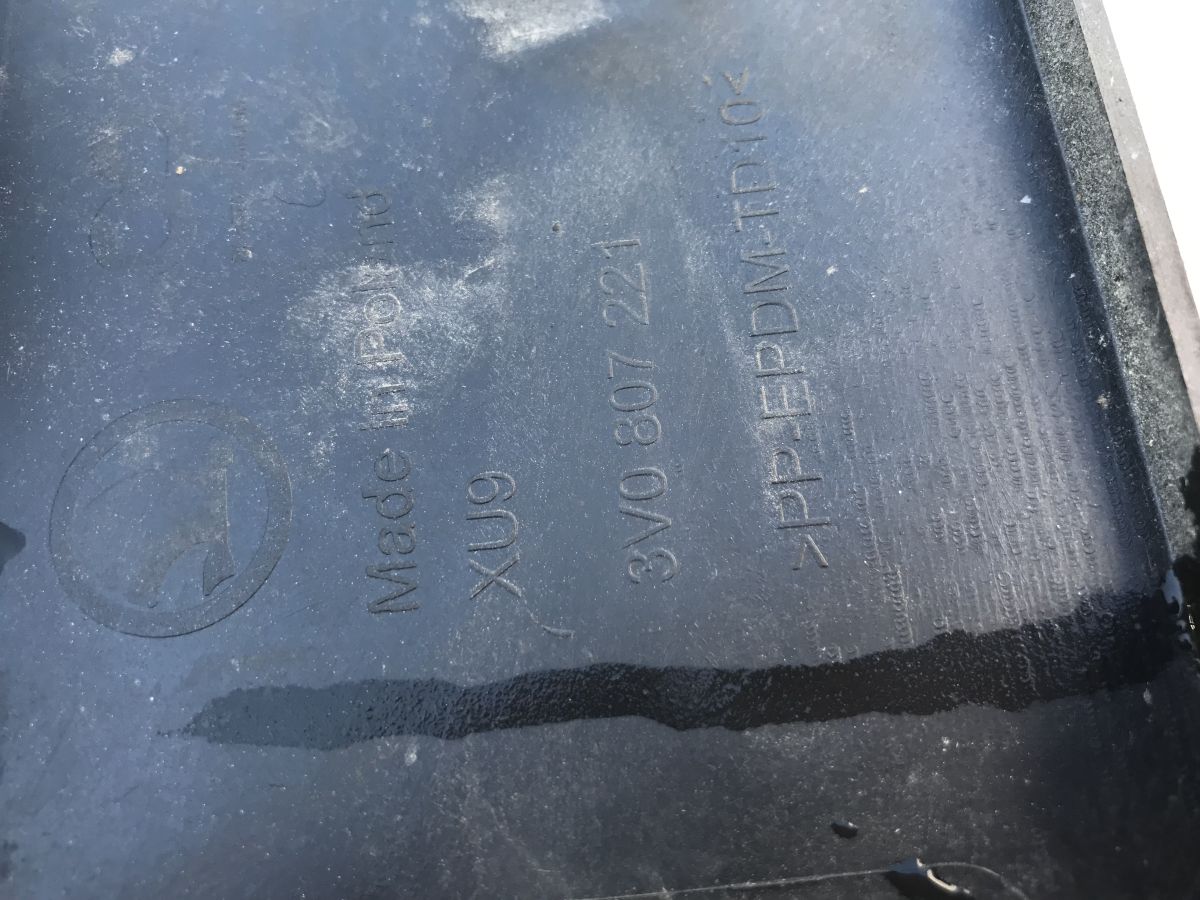 Made in Poland
XU9
3V0 807 221
>PP-EPDM-TD10<